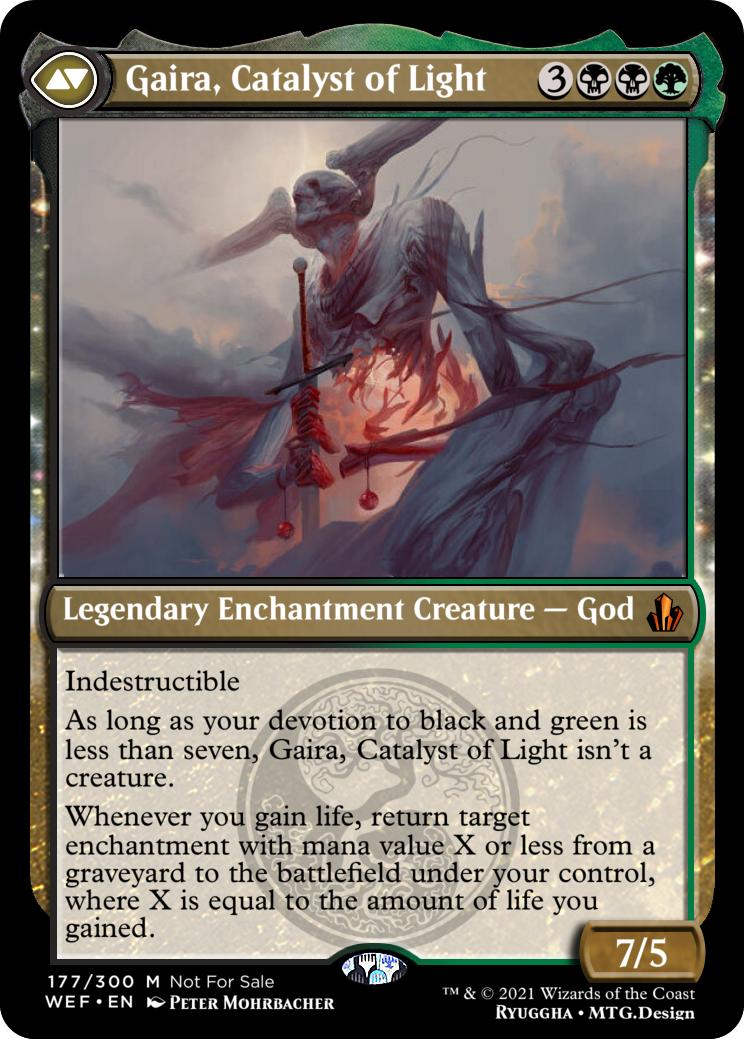 Gaira, Catalyst of Light 3
Legendary Enchantment Creature — God
Indestructible
As long as your devotion to black and green is
less than seven, Gaira, Catalyst of Light isn't a
creature.
Whenever you gain life, return target
enchantment with mana value X or less from a
graveyard to the battlefield under your control,
where X is equal to the amount of life you
gained.
7/5
177/300 M Not For Sale
WEF • EN Peter Mohrbacher
™ & © 2021 Wizards of the Coast
Ryuggha • MTG.Design